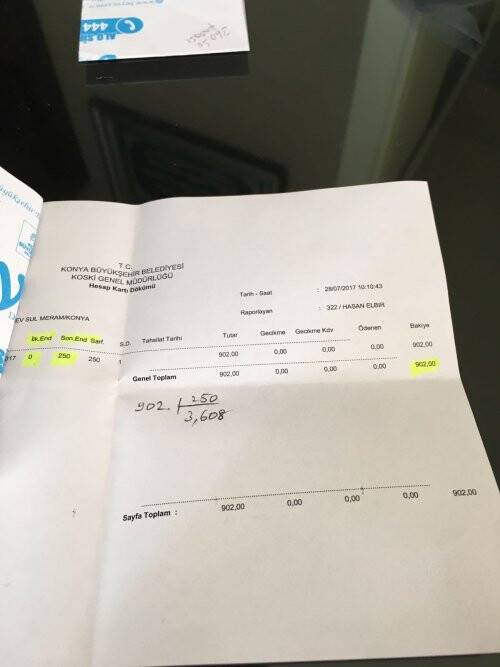 444
T.C.
KONYA BÜYÜKŞEHİR BELEDİYESİ
KOSKİ GENEL MÜDÜRLÜĞÜ
Hesap Kartı Dökümü
Tarih - Saat : 28/07/2017 10:10:43
Raporlayan : 322 / HASAN ELBİR
EV SUL MERAM/KONYA
İlk.End Son.End Sarf. S.D. Tahsilat Tarihi Tutar Gecikme Gecikme Kdv Ödenen Bakiye
017 0 250 250 1 902,00 0,00 0,00 0,00 902,00
Genel Toplam 902,00 0,00 0,00 0,00 902,00
902. 250
3,608
Sayfa Toplam : 902,00 0,00 0,00 0,00 902,00